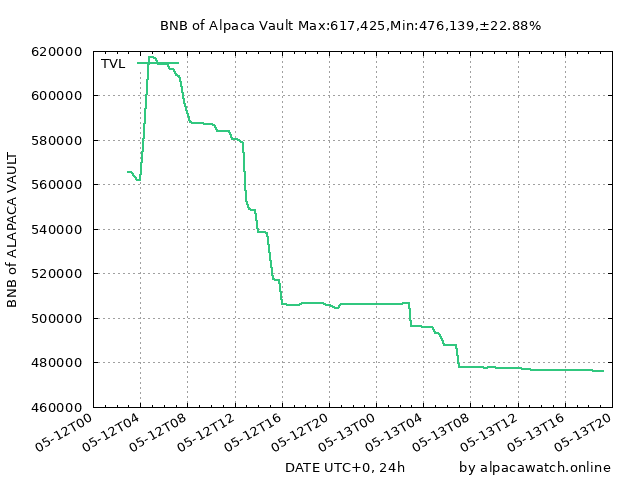 BNB of Alpaca Vault Max:617,425,Min:476,139,±22.88%
TVL
620000
600000
580000
560000
540000
520000
500000
480000
460000
BNB of ALAPACA VAULT
05-12T00
05-12T04
05-12T08
05-12T12
05-12T16
05-12T20
05-13T00
05-13T04
05-13T08
05-13T12
05-13T16
05-13T20
DATE UTC+0, 24h
by alpacawatch.online